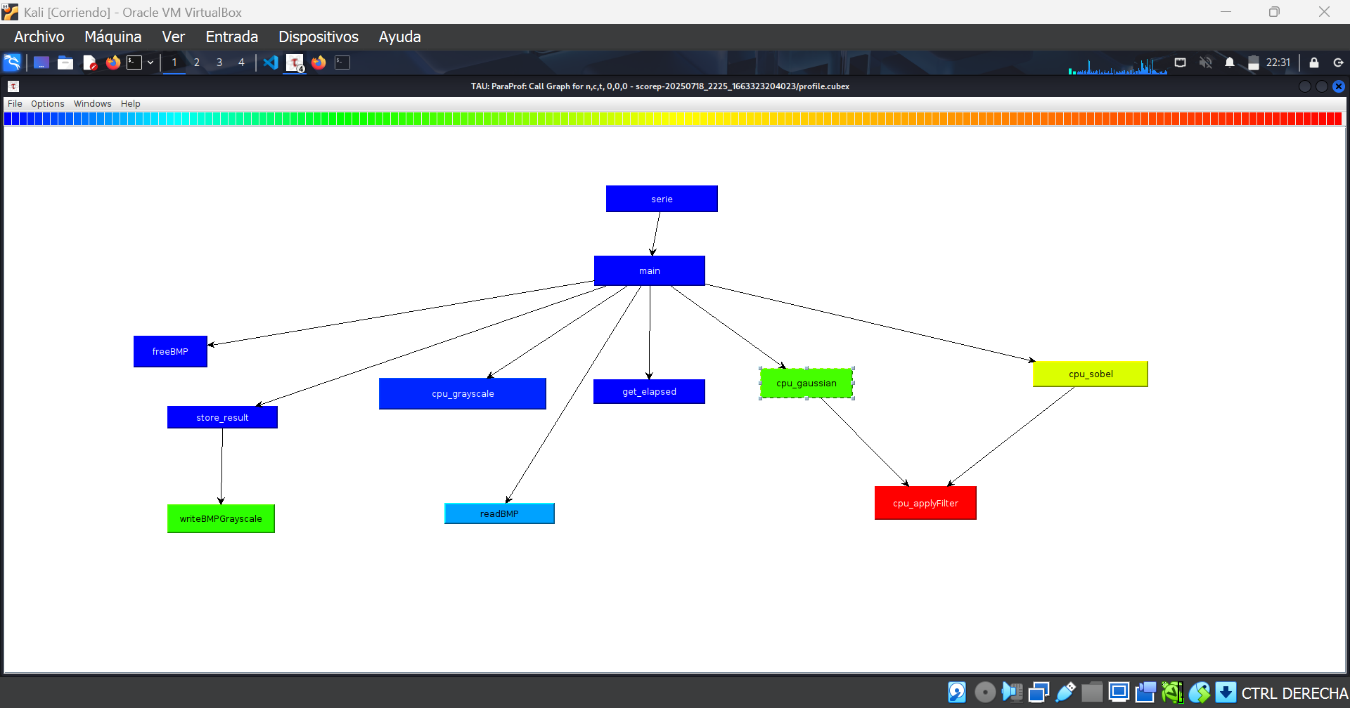 Kali [Corriendo] - Oracle VM VirtualBox
Archivo Máquina Ver Entrada Dispositivos Ayuda
1 2 3 4 22:31
TAU: ParaProf: Call Graph for n,c,t, 0,0,0 - scorep-20250718_2225_1663323204023/profile.cubex
File Options Windows Help
serie
main
freeBMP
cpu_sobel
cpu_gaussian
get_elapsed
cpu_grayscale
store_result
cpu_applyFilter
readBMP
writeBMPGrayscale
CTRL DERECHA